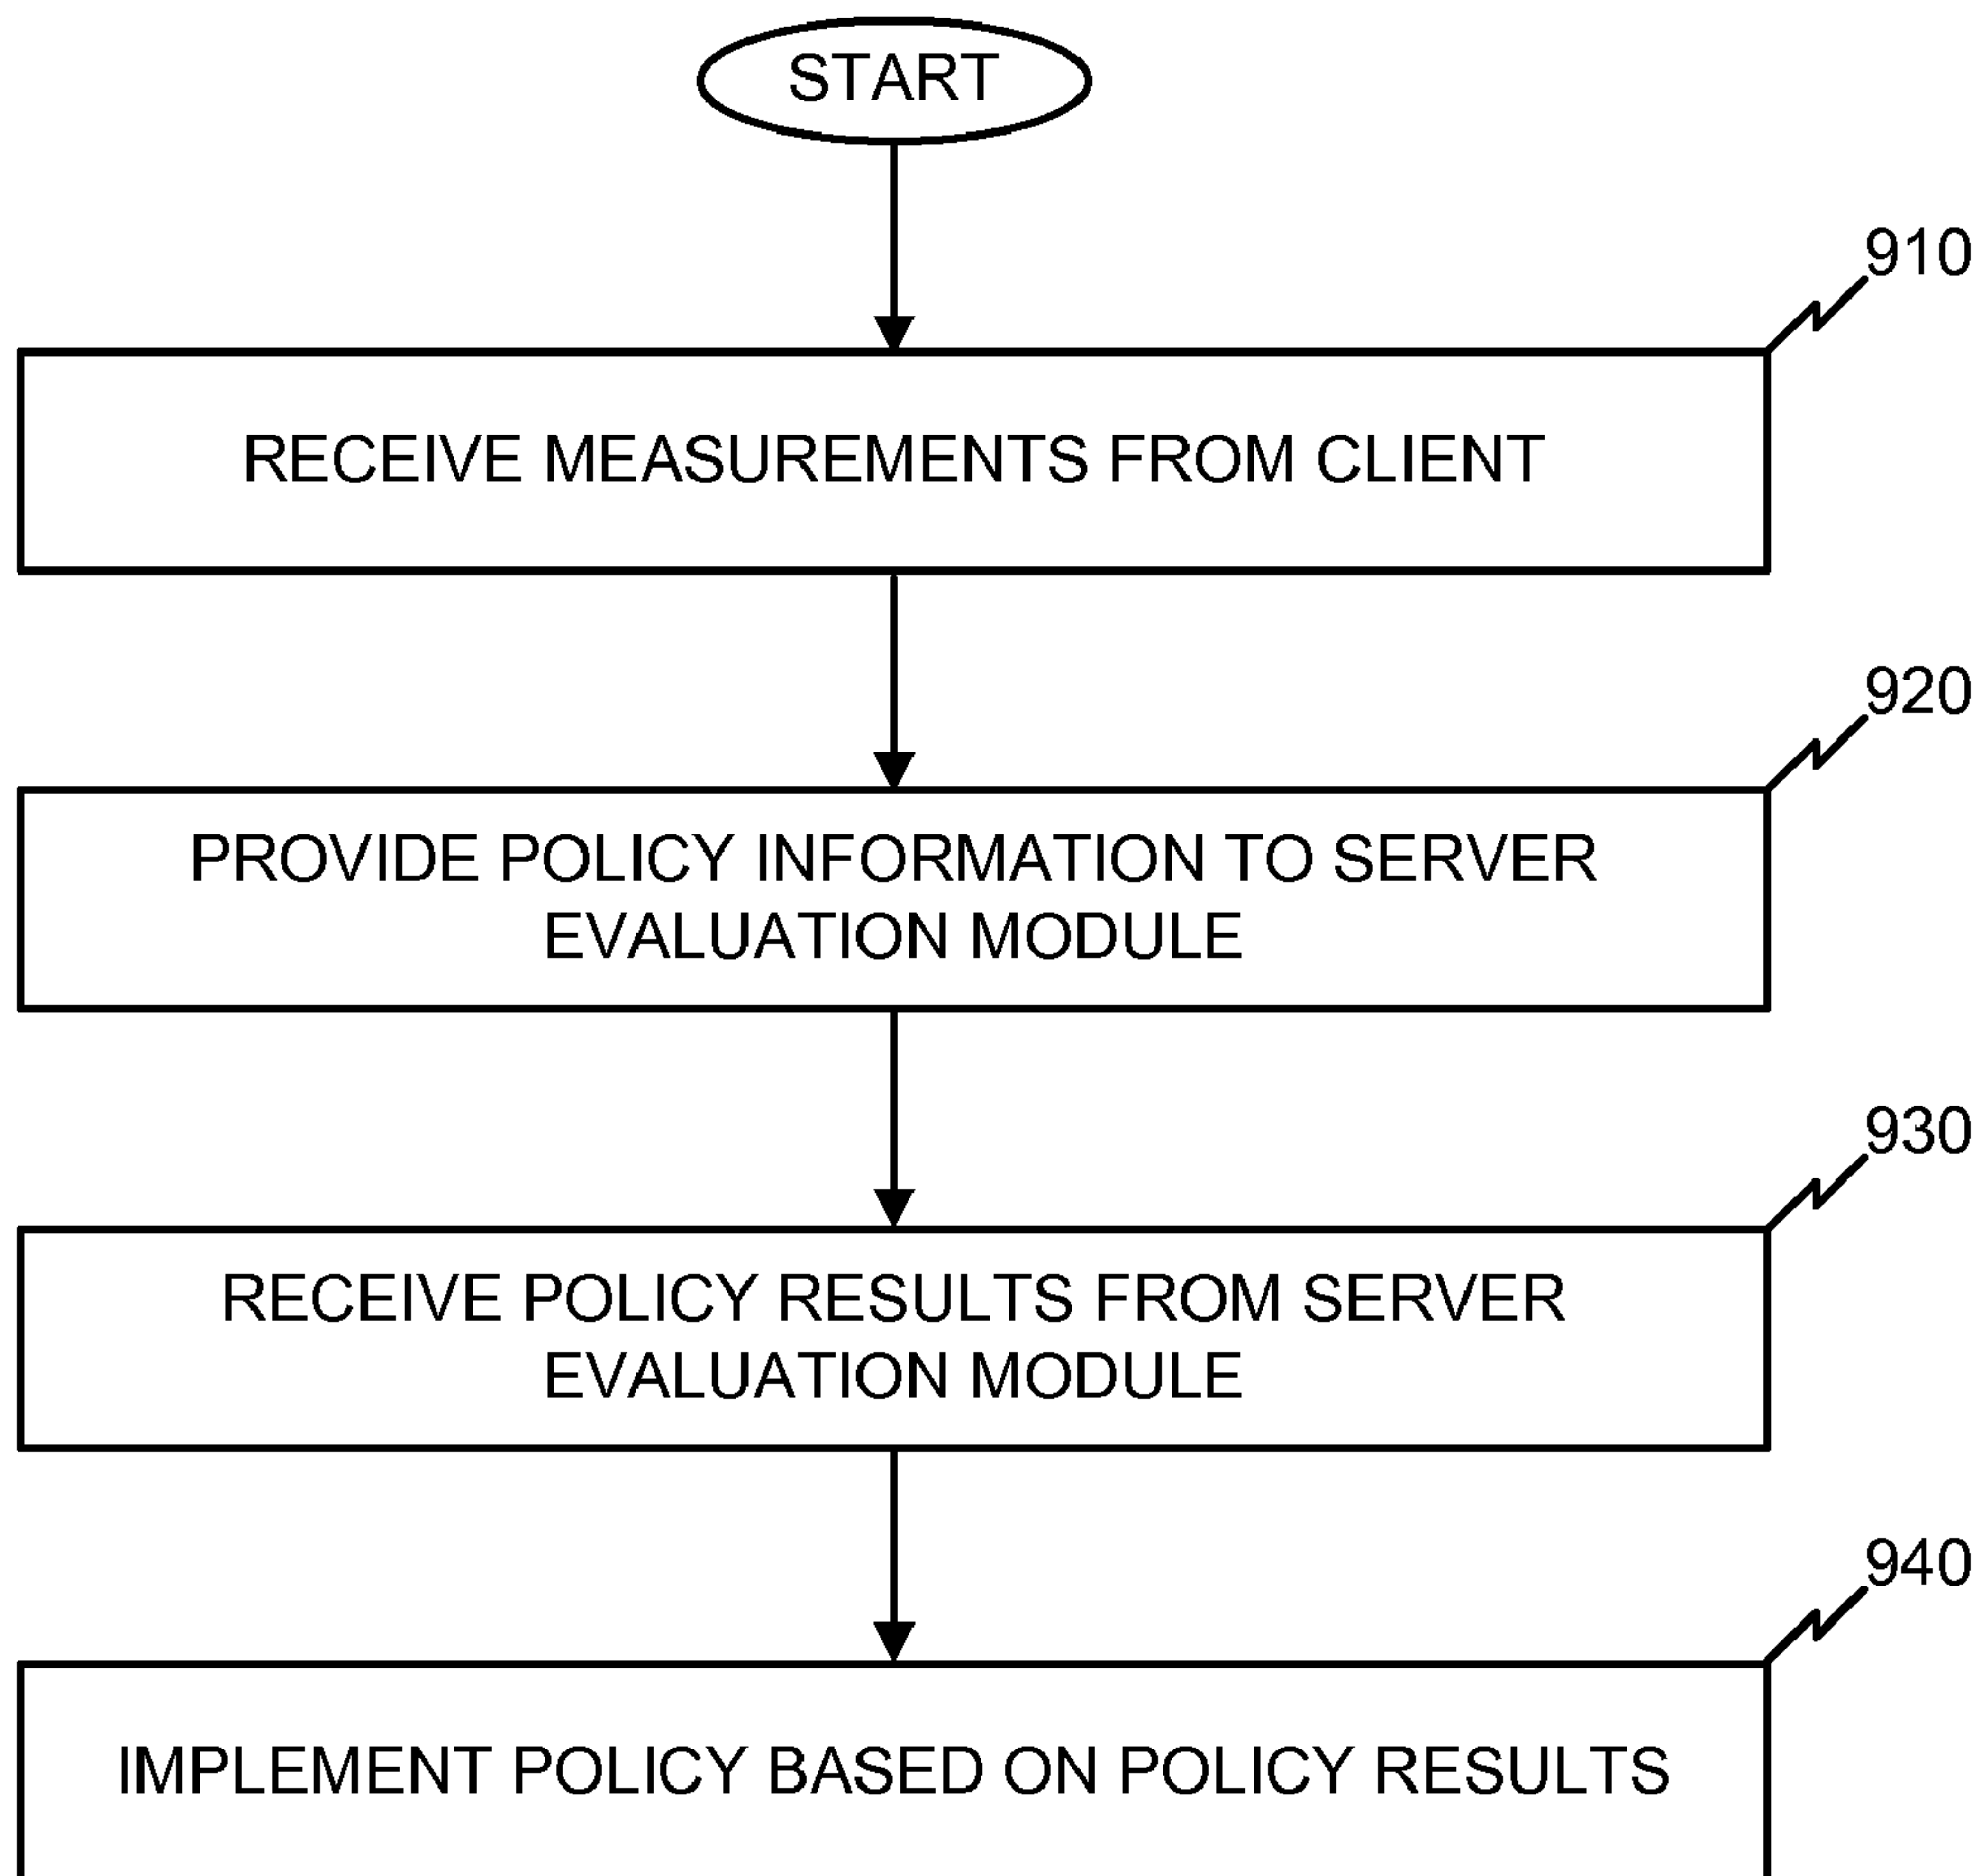 START
910
RECEIVE MEASUREMENTS FROM CLIENT
920
PROVIDE POLICY INFORMATION TO SERVER
EVALUATION MODULE
930
RECEIVE POLICY RESULTS FROM SERVER
EVALUATION MODULE
940
IMPLEMENT POLICY BASED ON POLICY RESULTS